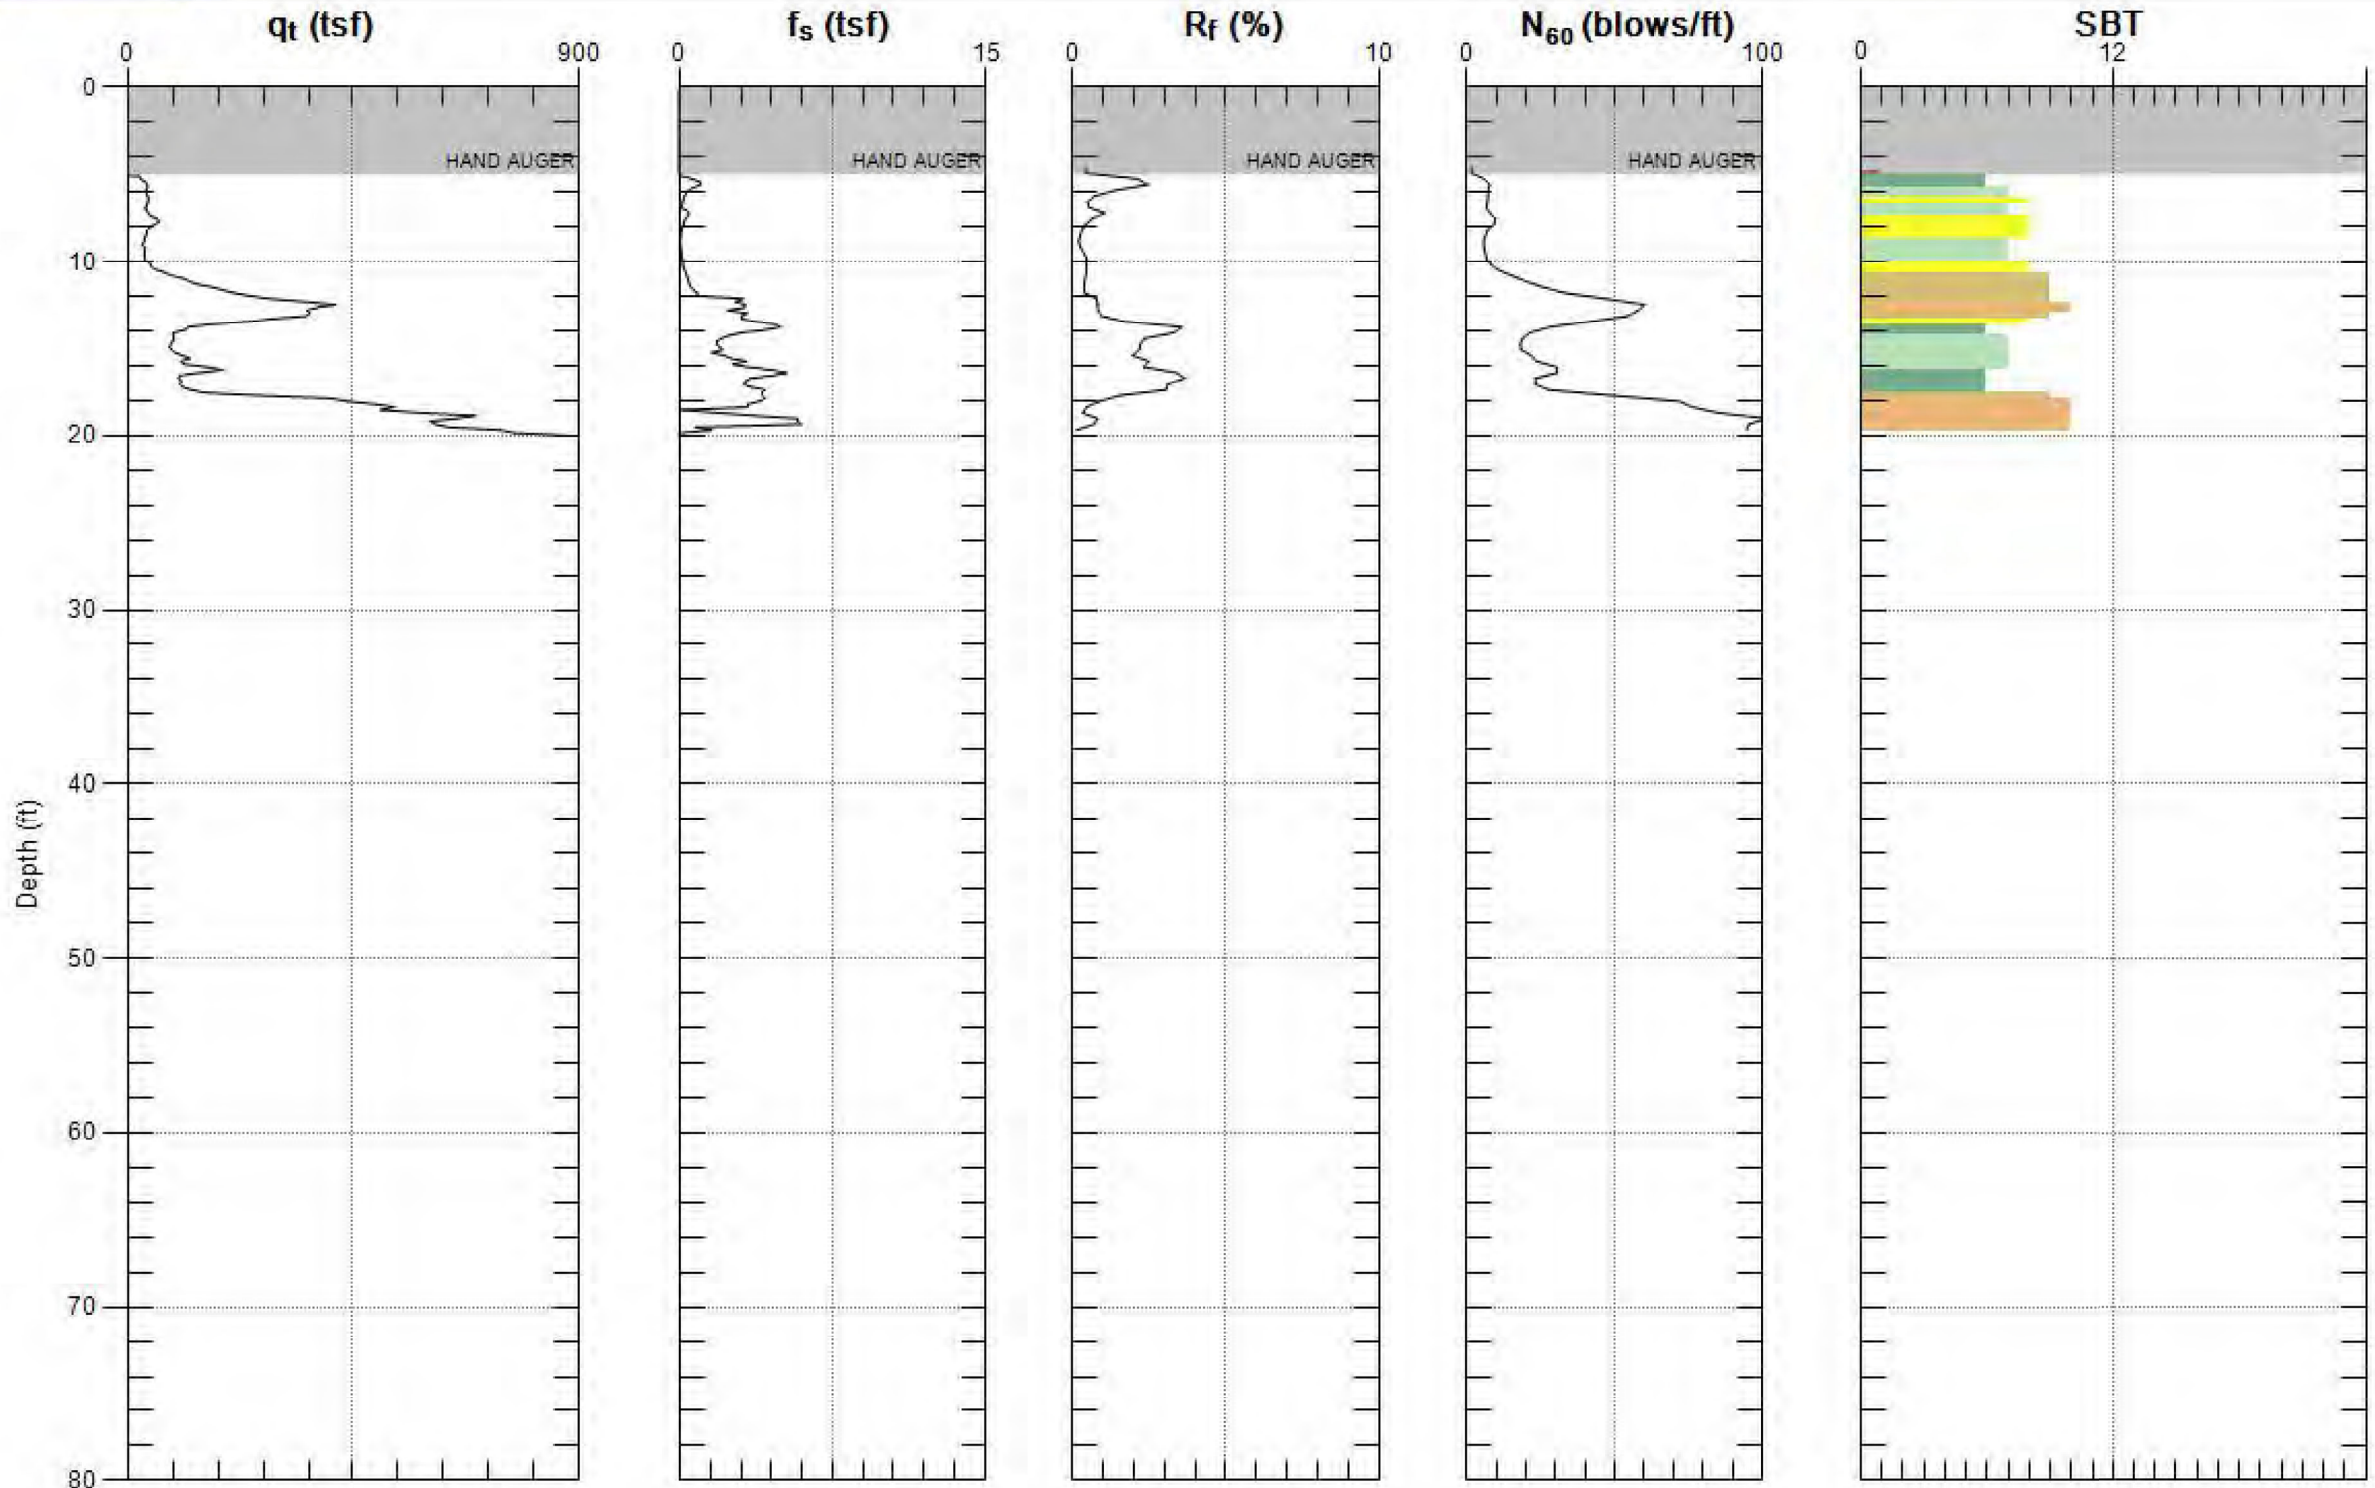 qt (tsf) fs (tsf) Rf (%) N60 (blows/ft) SBT
0 900 0 15 0 10 0 100 0 12
0
HAND AUGER HAND AUGER HAND AUGER HAND AUGER
10
20
30
40
Depth (ft)
50
60
70
80